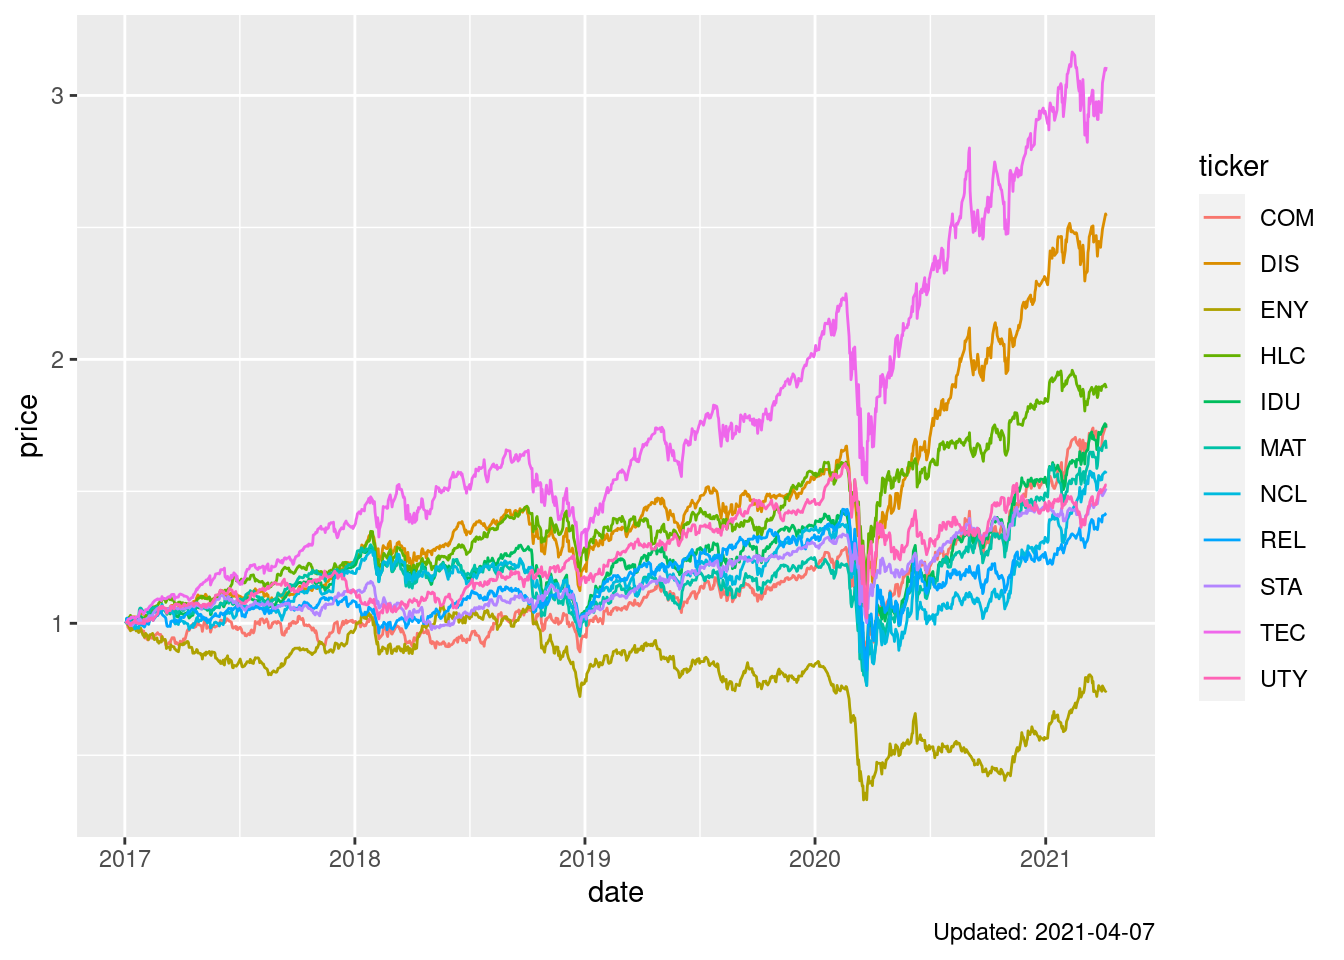 3
2
1
price
2017 2018 2019 2020 2021
date
ticker
COM
DIS
ENY
HLC
IDU
MAT
NCL
REL
STA
TEC
UTY
Updated: 2021-04-07